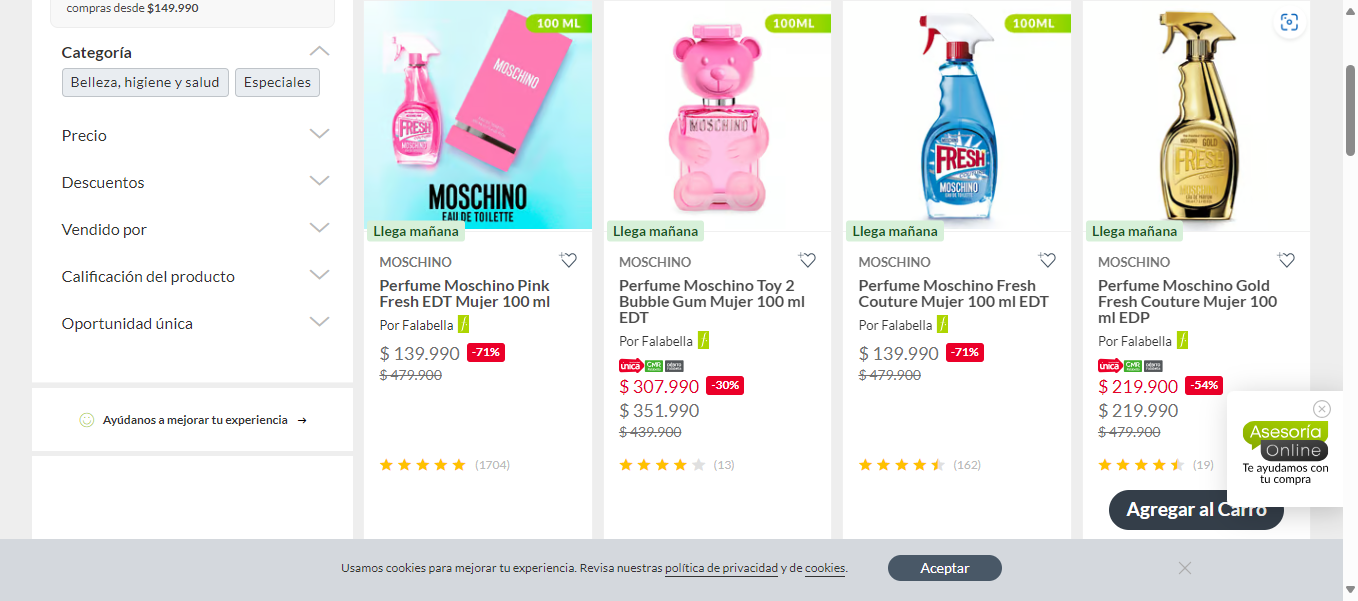 compras desde $149.990
Categoría
Belleza, higiene y salud
Especiales
Precio
Descuentos
Vendido por
Calificación del producto
Oportunidad única
Ayúdanos a mejorar tu experiencia →
100 ML
MOSCHINO
FRESH
MOSCHINO
EAU DE TOILETTE
Llega mañana
MOSCHINO
Perfume Moschino Pink
Fresh EDT Mujer 100 ml
Por Falabella
$ 139.990 -71%
$ 479.900
(1704)
100ML
MOSCHINO
Llega mañana
MOSCHINO
Perfume Moschino Toy 2
Bubble Gum Mujer 100 ml
EDT
Por Falabella
única CMR
$ 307.990 -30%
$ 351.990
$ 439.900
(13)
100ML
FRESH
MOSCHINO
Llega mañana
MOSCHINO
Perfume Moschino Fresh
Couture Mujer 100 ml EDT
Por Falabella
$ 139.990 -71%
$ 479.900
(162)
GOLD
FRESH
MOSCHINO
Llega mañana
MOSCHINO
Perfume Moschino Gold
Fresh Couture Mujer 100
ml EDP
Por Falabella
única CMR
$ 219.900 -54%
$ 219.990
$ 479.900
(19)
Agregar al Carro
Asesoría
Online
Te ayudamos con
tu compra
Usamos cookies para mejorar tu experiencia. Revisa nuestras política de privacidad y de cookies.
Aceptar